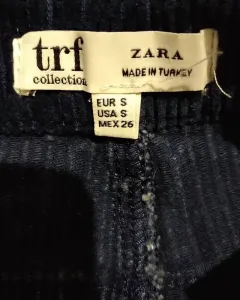 trf
collection
ZARA
MADE IN TURKEY
EUR S
USA S
MEX 26